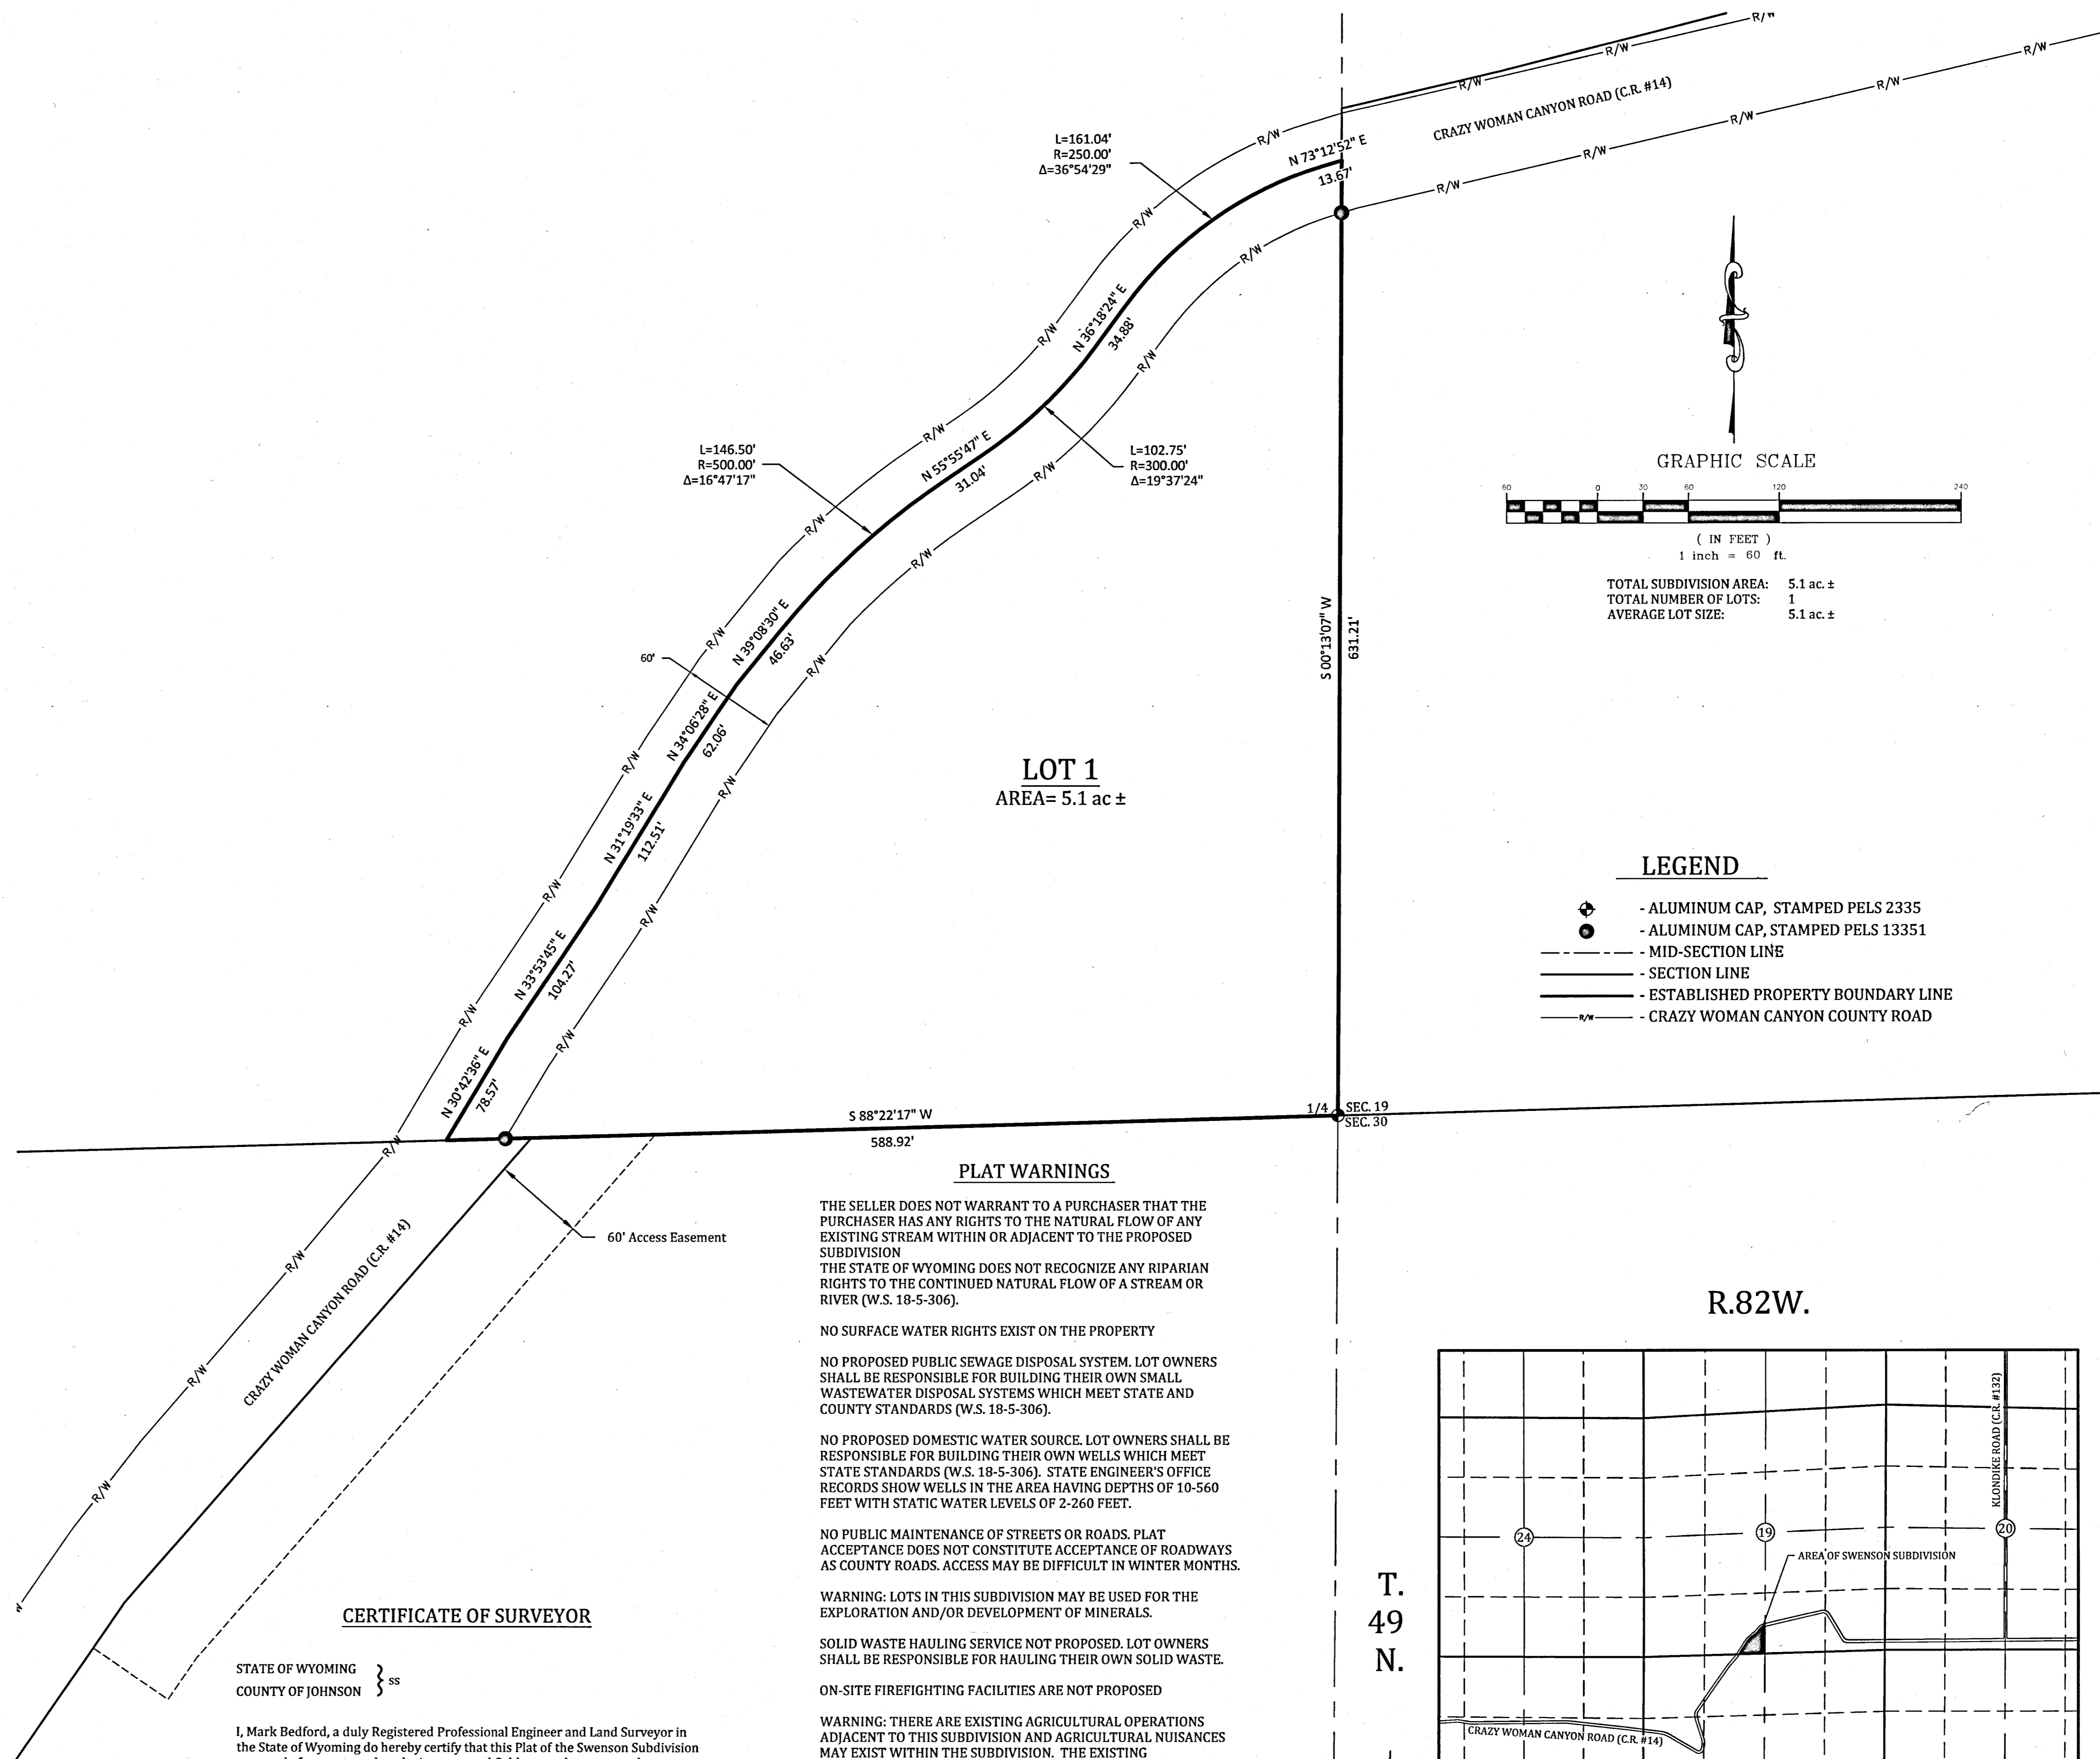 R/W
R/W
R/W
R/W
R/W
R/W
R/W
R/W
R/W
CRAZY WOMAN CANYON ROAD (C.R. #14)
L=161.04'
R=250.00'
Δ=36°54'29"
R/W
N 73°12'52" E
13.67'
R/W
R/W
N 36°18'24" E
34.88'
R/W
R/W
L=146.50'
R=500.00'
Δ=16°47'17"
R/W
N 55°55'47" E
31.04'
R/W
L=102.75'
R=300.00'
Δ=19°37'24"
R/W
R/W
GRAPHIC SCALE
60 0 30 60 120 240
( IN FEET )
1 inch = 60 ft.
TOTAL SUBDIVISION AREA: 5.1 ac. ±
TOTAL NUMBER OF LOTS: 1
AVERAGE LOT SIZE: 5.1 ac. ±
S 00°13'07" W
631.21'
R/W
N 39°08'30" E
46.63'
R/W
60'
N 34°06'28" E
62.06'
R/W
R/W
LOT 1
AREA= 5.1 ac ±
N 31°19'33" E
112.51'
R/W
R/W
N 33°53'45" E
104.27'
R/W
R/W
N 30°42'36" E
78.57'
R/W
LEGEND
- ALUMINUM CAP, STAMPED PELS 2335
- ALUMINUM CAP, STAMPED PELS 13351
- MID-SECTION LINE
- SECTION LINE
- ESTABLISHED PROPERTY BOUNDARY LINE
R/W - CRAZY WOMAN CANYON COUNTY ROAD
S 88°22'17" W
588.92'
1/4 SEC. 19
SEC. 30
60' Access Easement
R/W
CRAZY WOMAN CANYON ROAD (C.R. #14)
R/W
R/W
PLAT WARNINGS
THE SELLER DOES NOT WARRANT TO A PURCHASER THAT THE
PURCHASER HAS ANY RIGHTS TO THE NATURAL FLOW OF ANY
EXISTING STREAM WITHIN OR ADJACENT TO THE PROPOSED
SUBDIVISION
THE STATE OF WYOMING DOES NOT RECOGNIZE ANY RIPARIAN
RIGHTS TO THE CONTINUED NATURAL FLOW OF A STREAM OR
RIVER (W.S. 18-5-306).
NO SURFACE WATER RIGHTS EXIST ON THE PROPERTY
NO PROPOSED PUBLIC SEWAGE DISPOSAL SYSTEM. LOT OWNERS
SHALL BE RESPONSIBLE FOR BUILDING THEIR OWN SMALL
WASTEWATER DISPOSAL SYSTEMS WHICH MEET STATE AND
COUNTY STANDARDS (W.S. 18-5-306).
NO PROPOSED DOMESTIC WATER SOURCE. LOT OWNERS SHALL BE
RESPONSIBLE FOR BUILDING THEIR OWN WELLS WHICH MEET
STATE STANDARDS (W.S. 18-5-306). STATE ENGINEER'S OFFICE
RECORDS SHOW WELLS IN THE AREA HAVING DEPTHS OF 10-560
FEET WITH STATIC WATER LEVELS OF 2-260 FEET.
NO PUBLIC MAINTENANCE OF STREETS OR ROADS. PLAT
ACCEPTANCE DOES NOT CONSTITUTE ACCEPTANCE OF ROADWAYS
AS COUNTY ROADS. ACCESS MAY BE DIFFICULT IN WINTER MONTHS.
WARNING: LOTS IN THIS SUBDIVISION MAY BE USED FOR THE
EXPLORATION AND/OR DEVELOPMENT OF MINERALS.
SOLID WASTE HAULING SERVICE NOT PROPOSED. LOT OWNERS
SHALL BE RESPONSIBLE FOR HAULING THEIR OWN SOLID WASTE.
ON-SITE FIREFIGHTING FACILITIES ARE NOT PROPOSED
WARNING: THERE ARE EXISTING AGRICULTURAL OPERATIONS
ADJACENT TO THIS SUBDIVISION AND AGRICULTURAL NUISANCES
MAY EXIST WITHIN THE SUBDIVISION. THE EXISTING
R/W
CERTIFICATE OF SURVEYOR
STATE OF WYOMING
COUNTY OF JOHNSON
ss
I, Mark Bedford, a duly Registered Professional Engineer and Land Surveyor in
the State of Wyoming do hereby certify that this Plat of the Swenson Subdivision
R.82W.
T.
49
N.
KLONDIKE ROAD (C.R. #132)
24
19
20
AREA OF SWENSON SUBDIVISION
CRAZY WOMAN CANYON ROAD (C.R. #14)